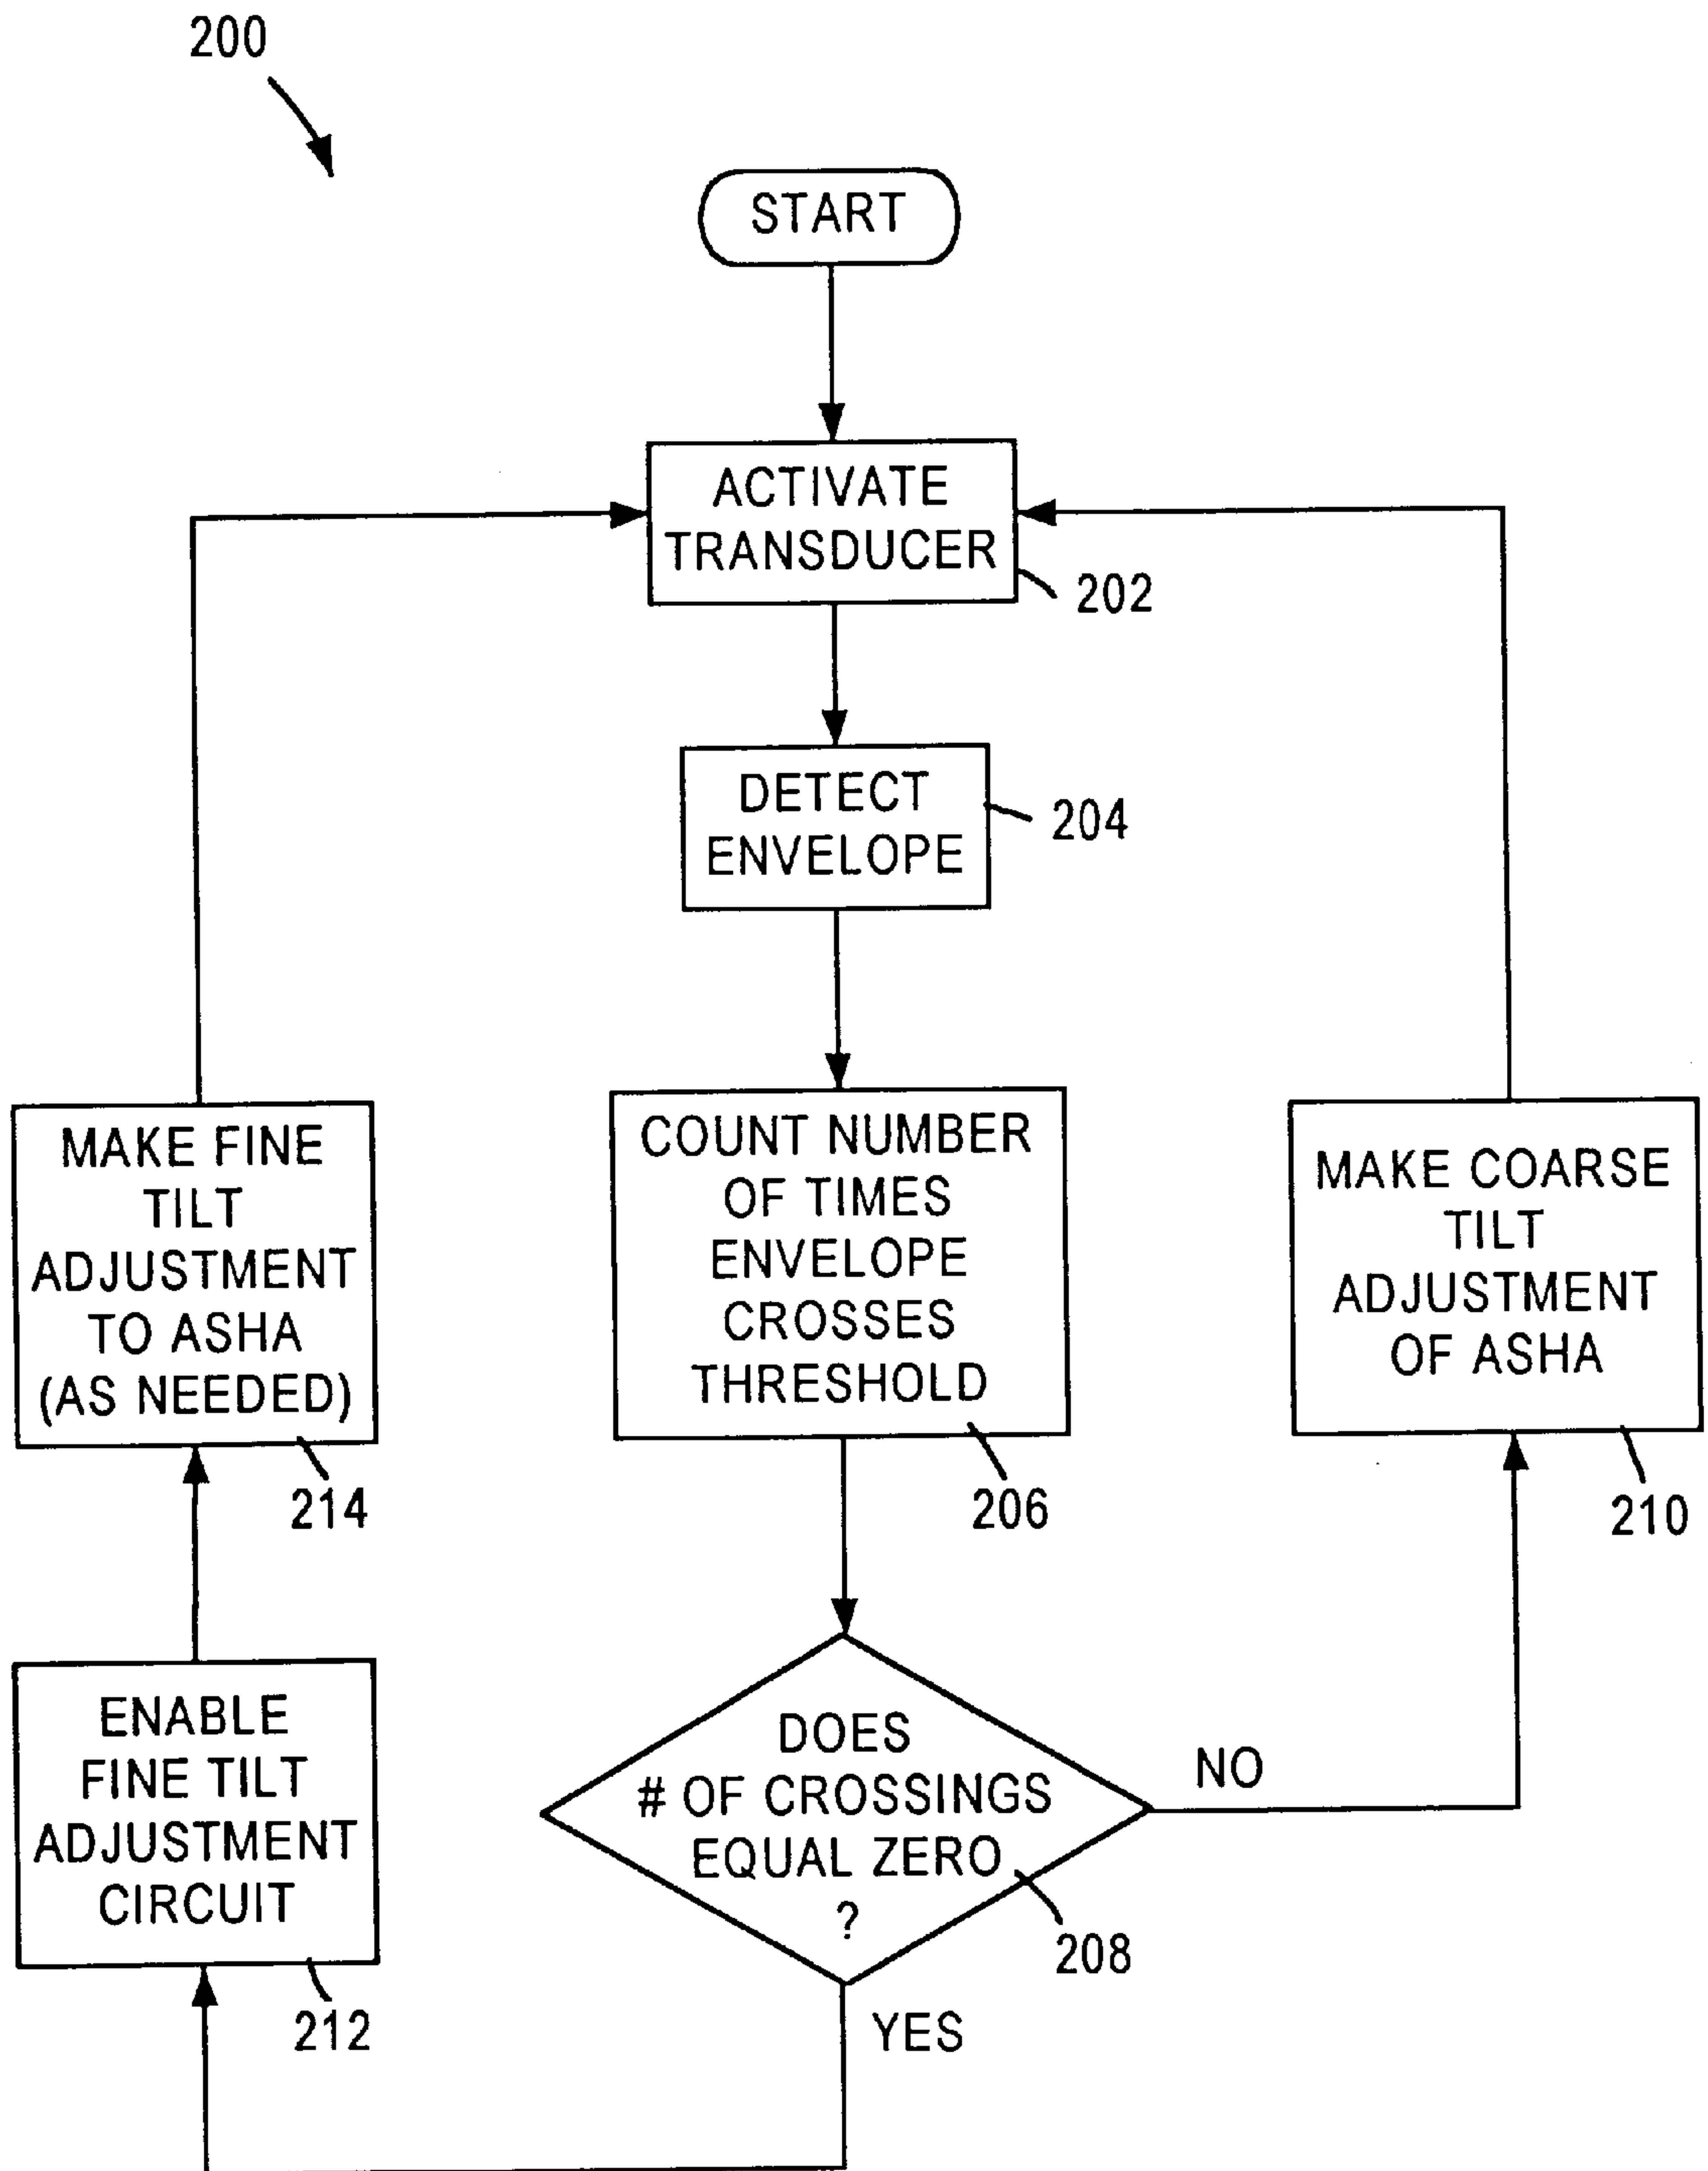 200
START
ACTIVATE
TRANSDUCER
202
DETECT
ENVELOPE
204
COUNT NUMBER
OF TIMES
ENVELOPE
CROSSES
THRESHOLD
206
DOES
# OF CROSSINGS
EQUAL ZERO
?
208
NO
MAKE COARSE
TILT
ADJUSTMENT
OF ASHA
210
YES
ENABLE
FINE TILT
ADJUSTMENT
CIRCUIT
212
MAKE FINE
TILT
ADJUSTMENT
TO ASHA
(AS NEEDED)
214